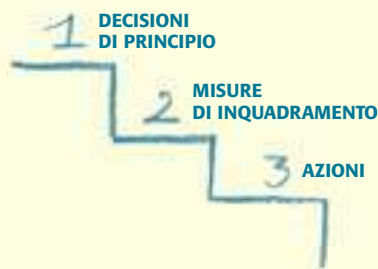 1 DECISIONI
DI PRINCIPIO
2 MISURE
DI INQUADRAMENTO
3 AZIONI